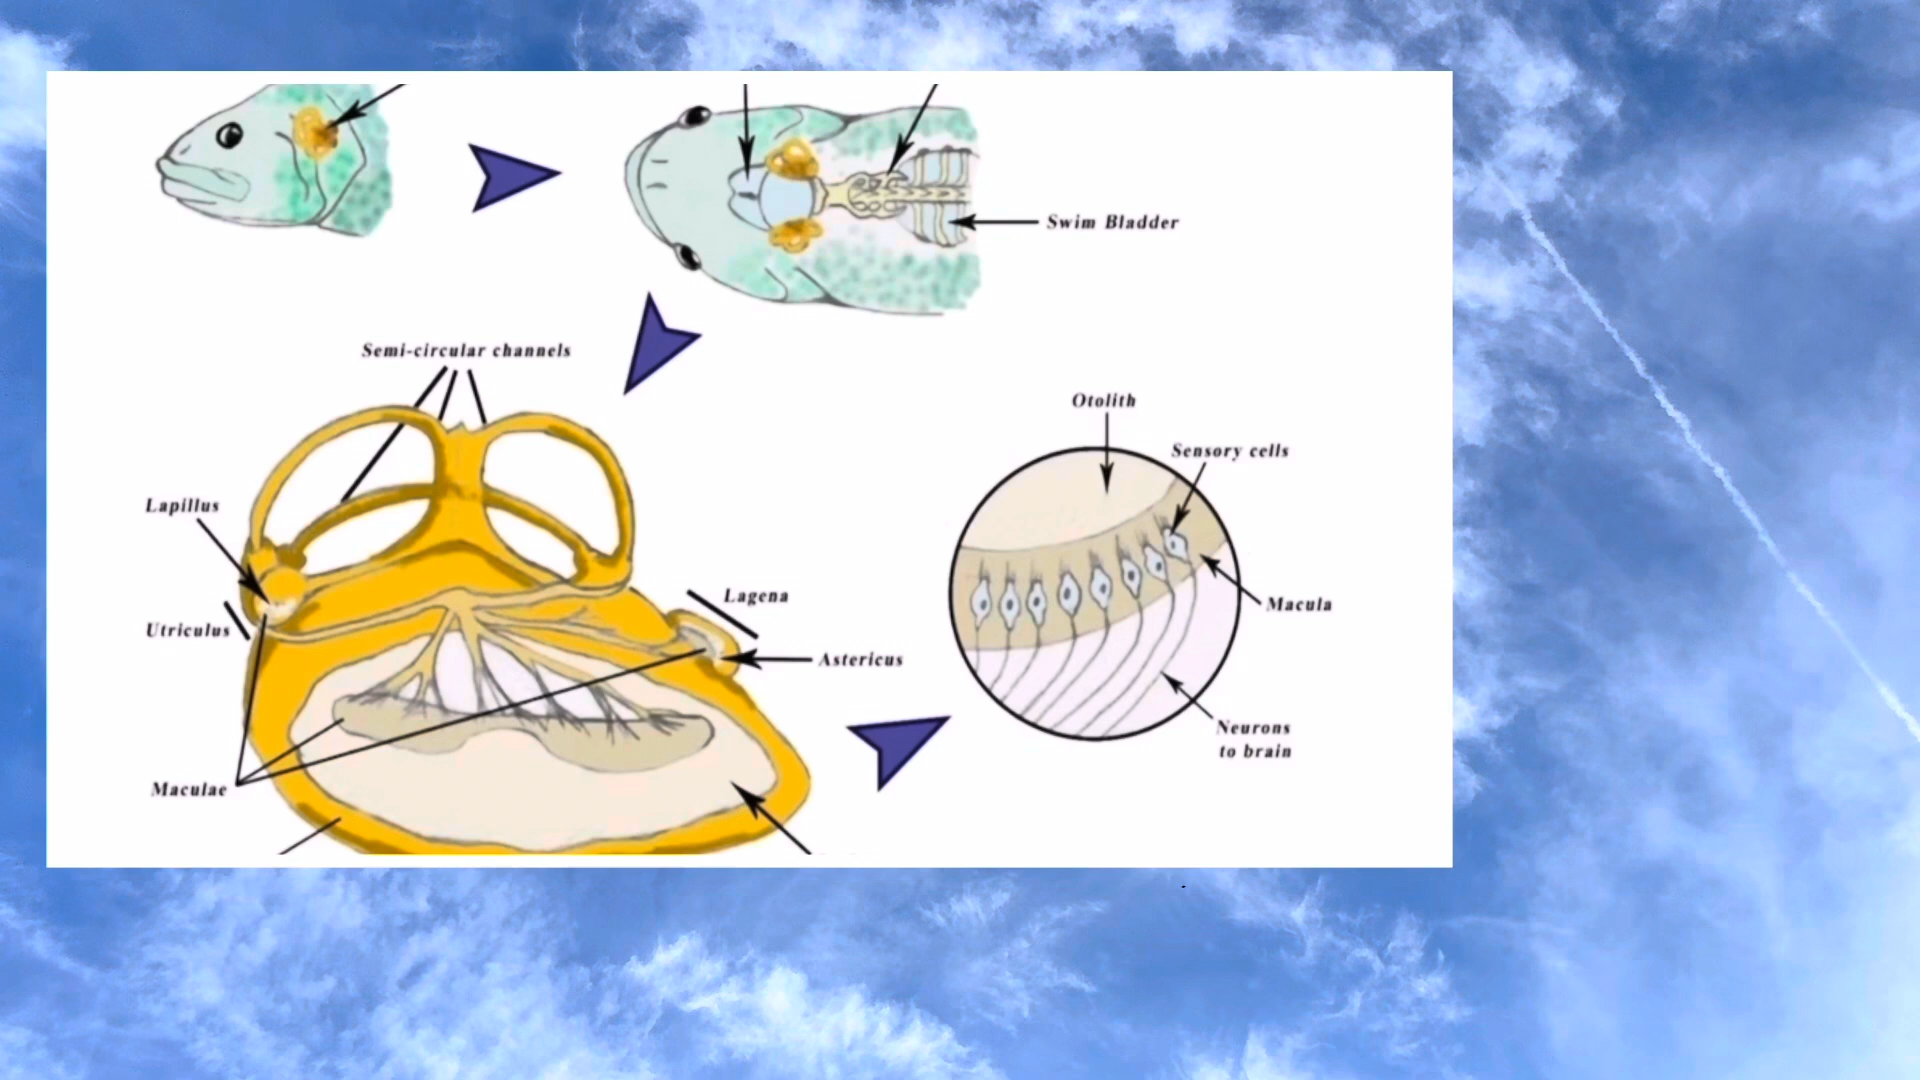 Swim Bladder
Semi-circular channels
Otolith
Sensory cells
Lapillus
Lagena
Macula
Utriculus
Astericus
Neurons
to brain
Maculae